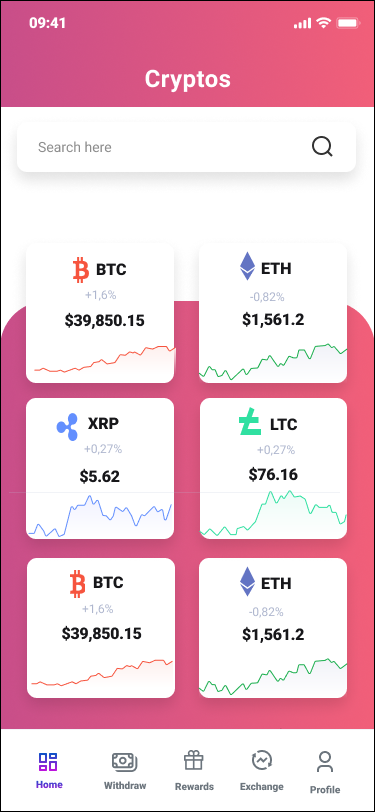 09:41
Cryptos
Search here
BTC
+1,6%
$39,850.15
ETH
-0,82%
$1,561.2
XRP
+0,27%
$5.62
LTC
+0,27%
$76.16
BTC
+1,6%
$39,850.15
ETH
-0,82%
$1,561.2
Home
Withdraw
Rewards
Exchange
Profile